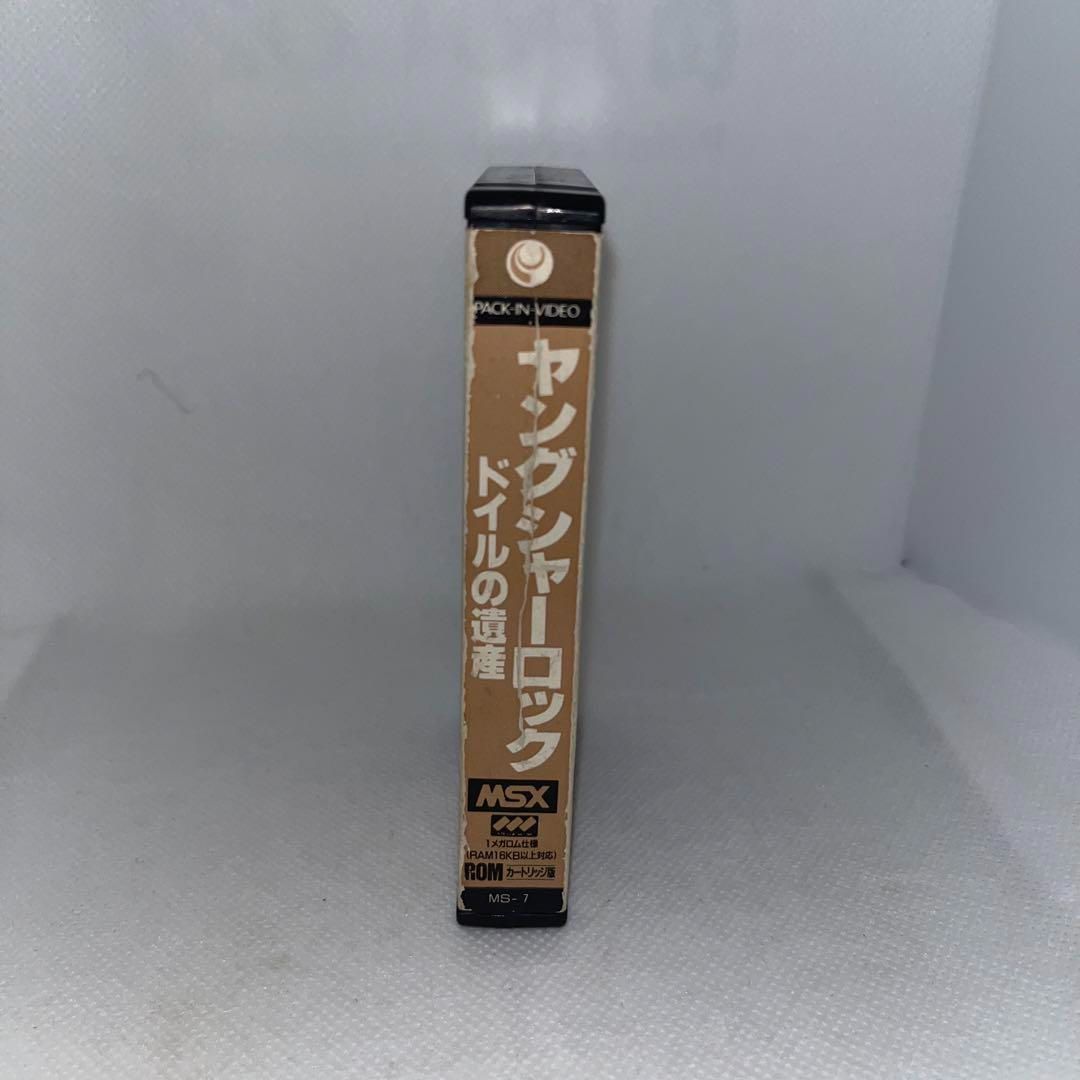 PACK-IN-VIDEO
ヤングシャーロック
ドイルの遺産
MSX
1メガロム仕様
(RAM16KB以上対応)
ROM カートリッジ版
MS-7